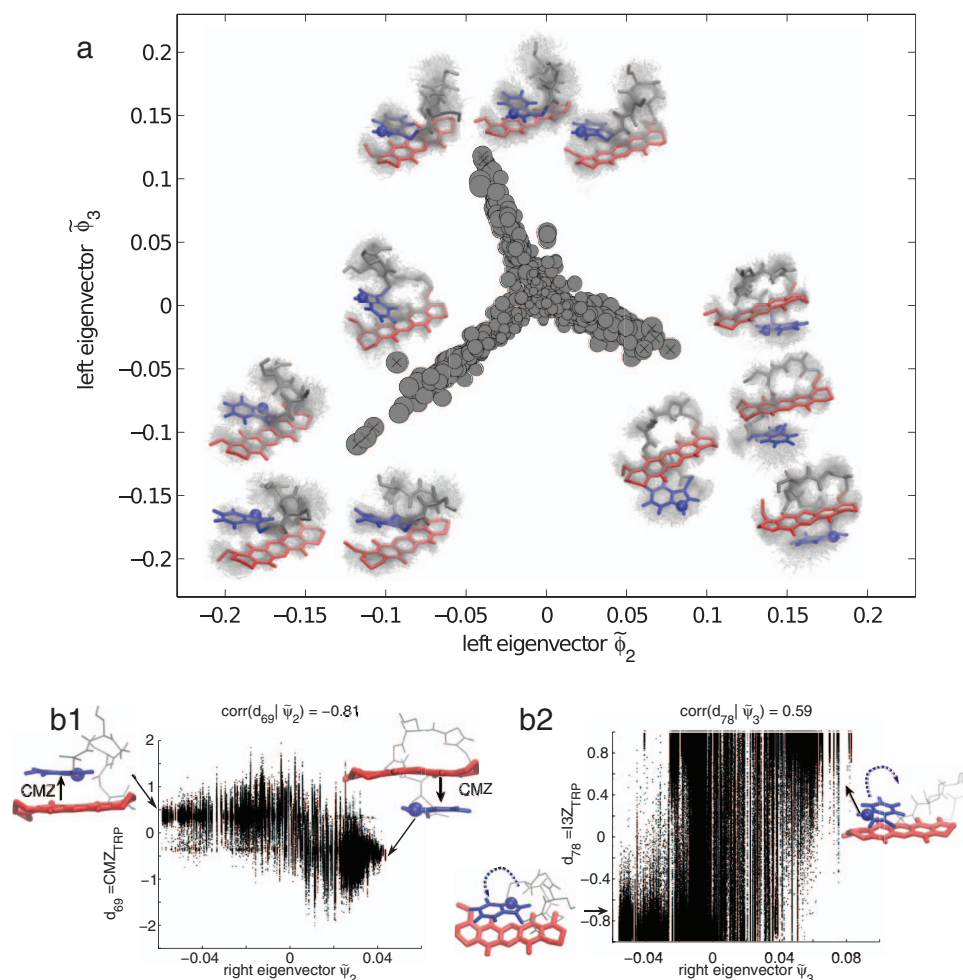 a
0.2
0.15
0.1
0.05
0
−0.05
−0.1
−0.15
−0.2
left eigenvector φ̃₃
−0.2 −0.15 −0.1 −0.05 0 0.05 0.1 0.15 0.2
left eigenvector φ̃₂
b1
corr(d₆₉| ψ̃₂) = −0.81
CMZ
CMZ
2
1
0
−1
−2
d₆₉ =CMZ_TRP
−0.04 0 0.04
right eigenvector ψ̃₂
b2
corr(d₇₈| ψ̃₃) = 0.59
0.8
0.4
0
−0.4
−0.8
d₇₈=I3Z_TRP
−0.04 0 0.04 0.08
right eigenvector ψ̃₃